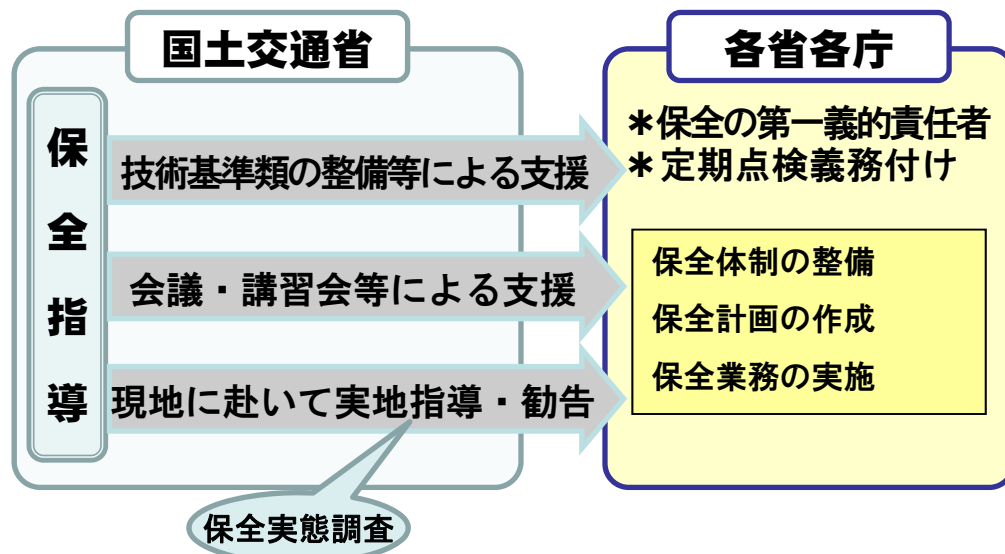 国土交通省
保全指導
技術基準類の整備等による支援
会議・講習会等による支援
現地に赴いて実地指導・勧告
保全実態調査
各省各庁
＊保全の第一義的責任者
＊定期点検義務付け
保全体制の整備
保全計画の作成
保全業務の実施